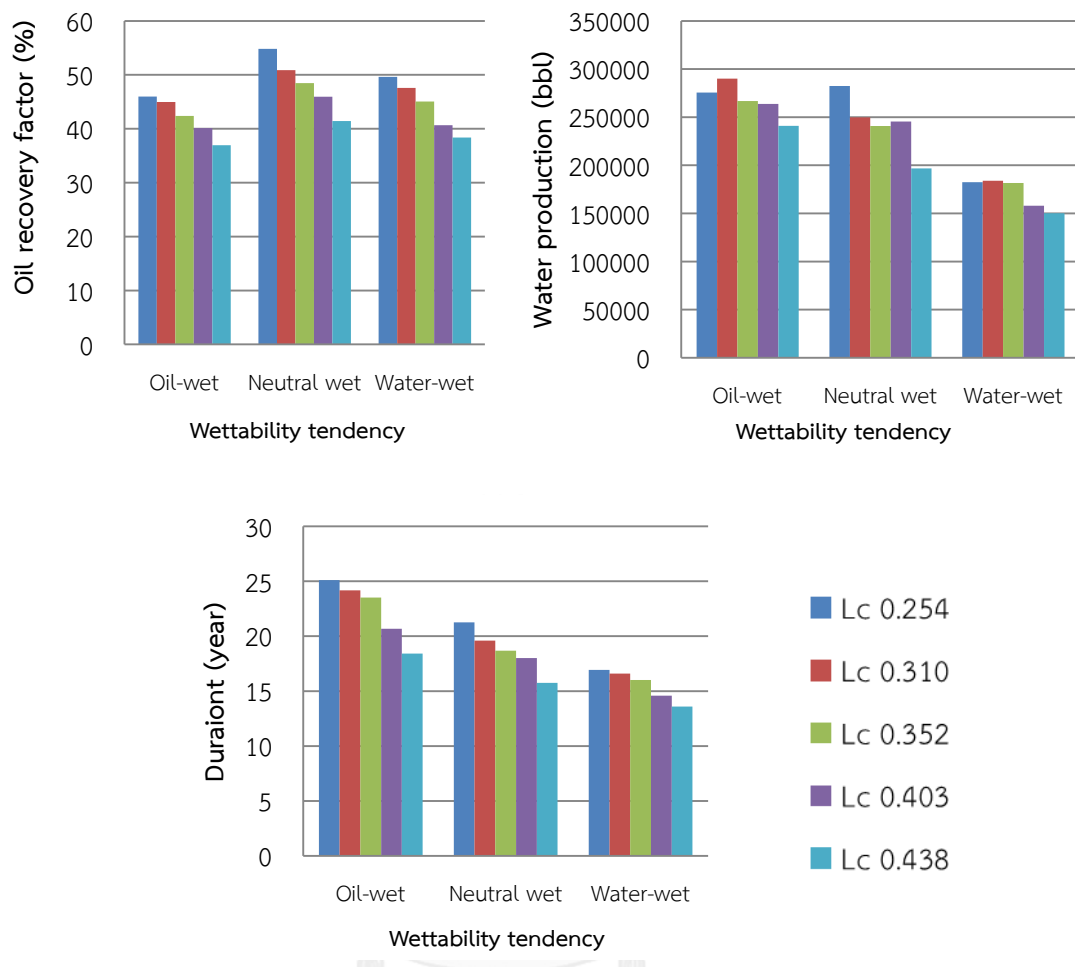 Oil recovery factor (%)
60
50
40
30
20
10
0
Oil-wet Neutral wet Water-wet
Wettability tendency
Water production (bbl)
350000
300000
250000
200000
150000
100000
50000
0
Oil-wet Neutral wet Water-wet
Wettability tendency
Duraiont (year)
30
25
20
15
10
5
0
Oil-wet Neutral wet Water-wet
Wettability tendency
Lc 0.254
Lc 0.310
Lc 0.352
Lc 0.403
Lc 0.438